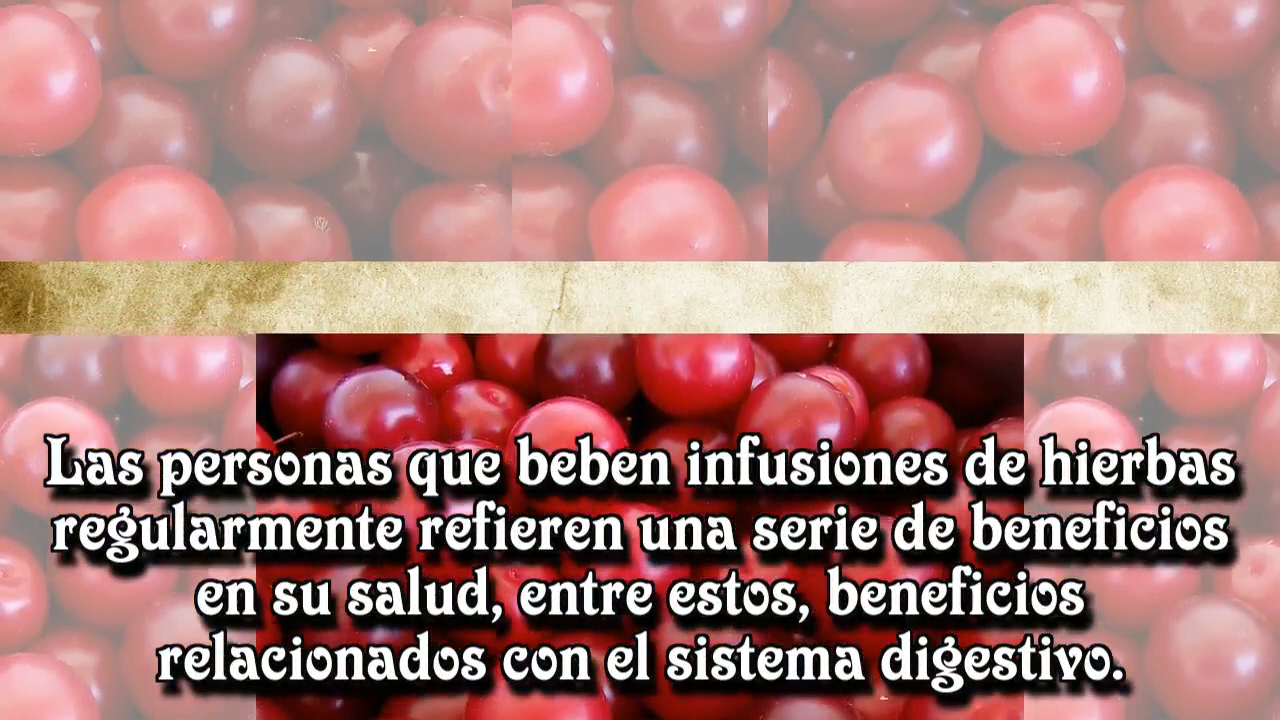 Las personas que beben infusiones de hierbas
regularmente refieren una serie de beneficios
en su salud, entre estos, beneficios
relacionados con el sistema digestivo.